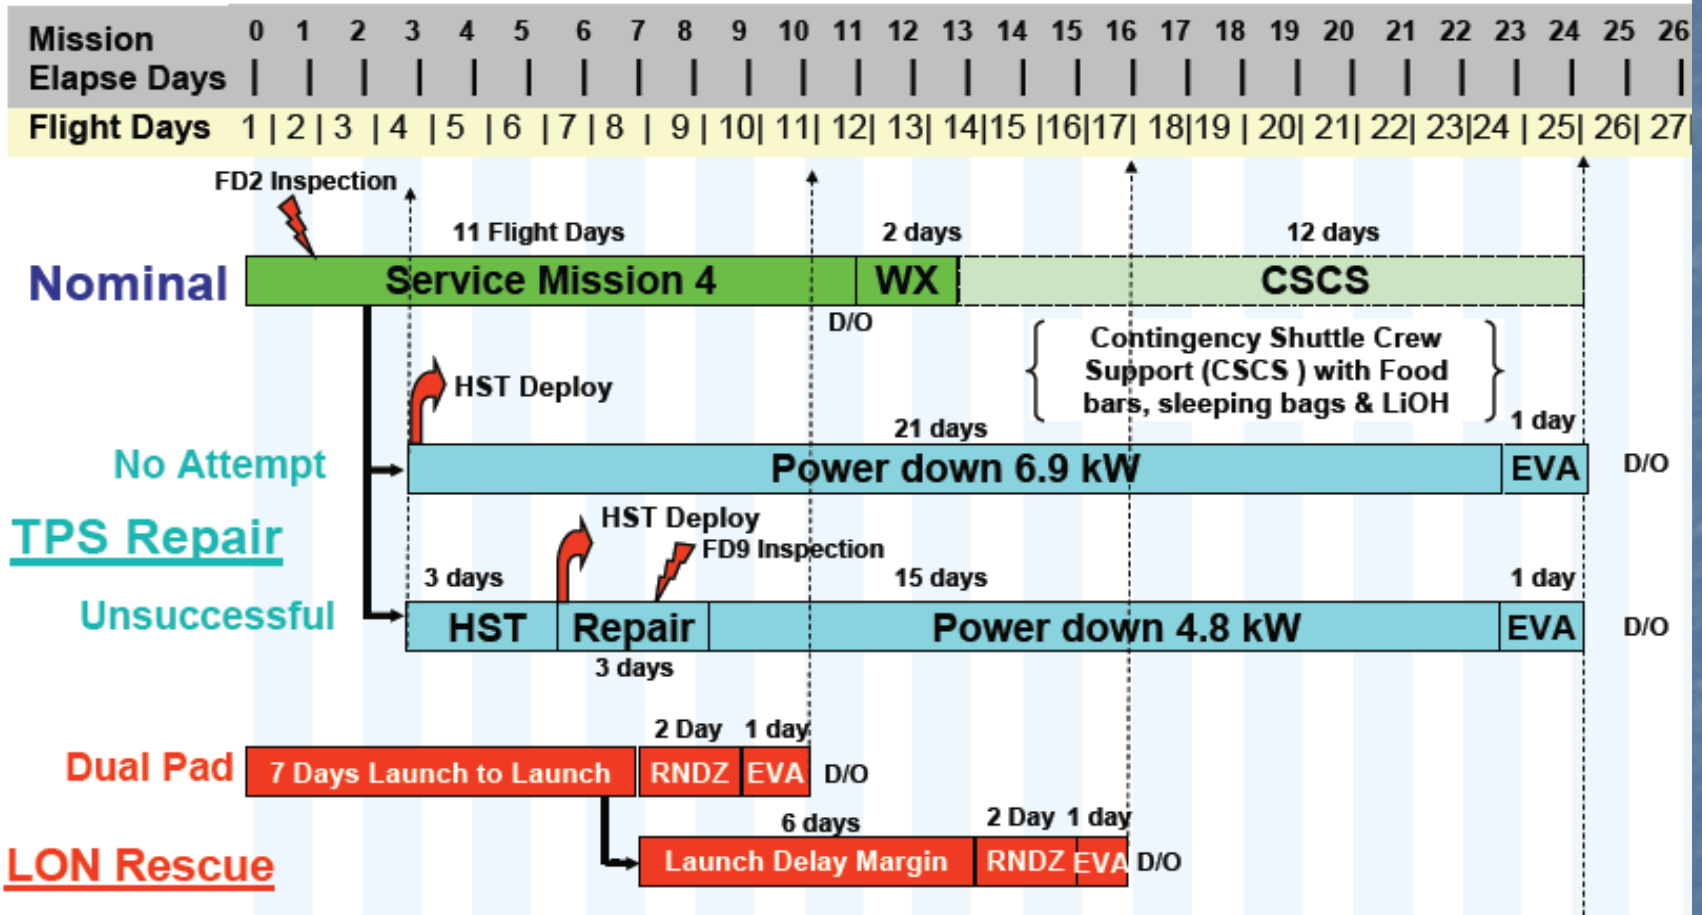 Mission 0 1 2 3 4 5 6 7 8 9 10 11 12 13 14 15 16 17 18 19 20 21 22 23 24 25 26
Elapse Days | | | | | | | | | | | | | | | | | | | | | | | | | | |
Flight Days 1 | 2 | 3 | 4 | 5 | 6 | 7 | 8 | 9 | 10| 11| 12| 13| 14|15 |16|17| 18|19 | 20| 21| 22| 23|24 | 25| 26| 27|
FD2 Inspection
11 Flight Days 2 days 12 days
Nominal Service Mission 4 WX CSCS
D/O
Contingency Shuttle Crew
Support (CSCS ) with Food
bars, sleeping bags & LiOH
HST Deploy
21 days 1 day
No Attempt Power down 6.9 kW EVA D/O
TPS Repair
HST Deploy
FD9 Inspection
3 days 15 days 1 day
Unsuccessful HST Repair Power down 4.8 kW EVA D/O
3 days
2 Day 1 day
Dual Pad 7 Days Launch to Launch RNDZ EVA D/O
6 days 2 Day 1 day
LON Rescue Launch Delay Margin RNDZ EVA D/O